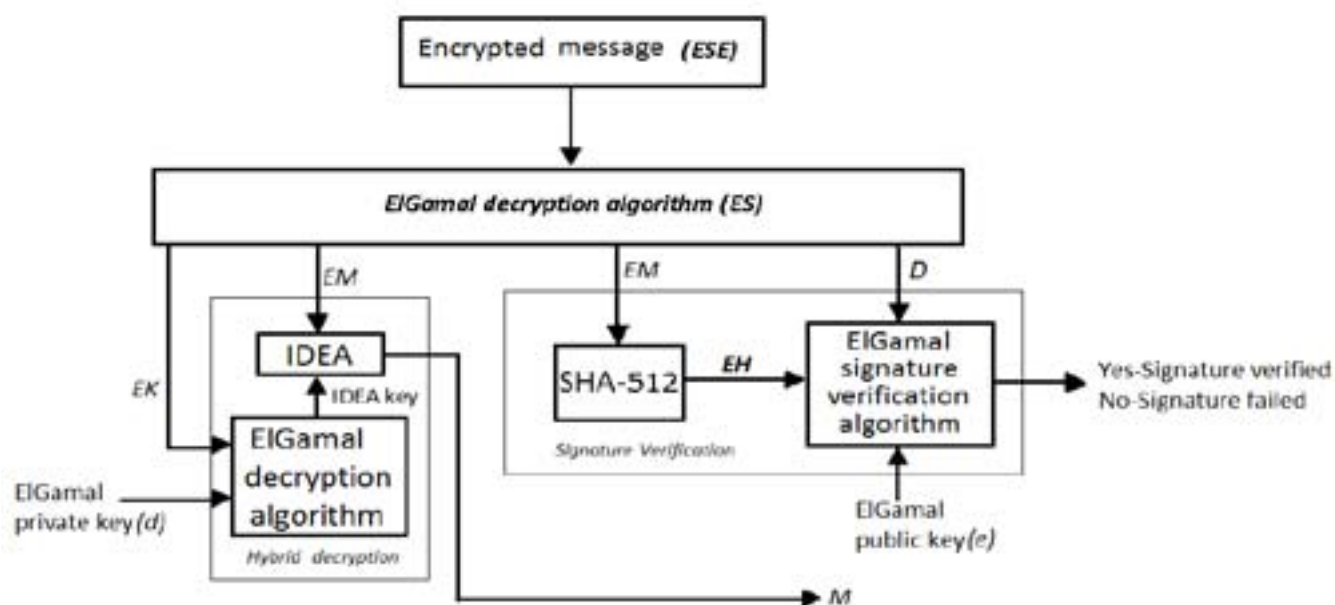 Encrypted message (ESE)
ElGamal decryption algorithm (ES)
EK
EM
EM
D
IDEA
IDEA key
ElGamal
decryption
algorithm
Hybrid decryption
ElGamal
private key(d)
SHA-512
EH
Signature Verification
ElGamal
signature
verification
algorithm
ElGamal
public key(e)
Yes-Signature verified
No-Signature failed
M